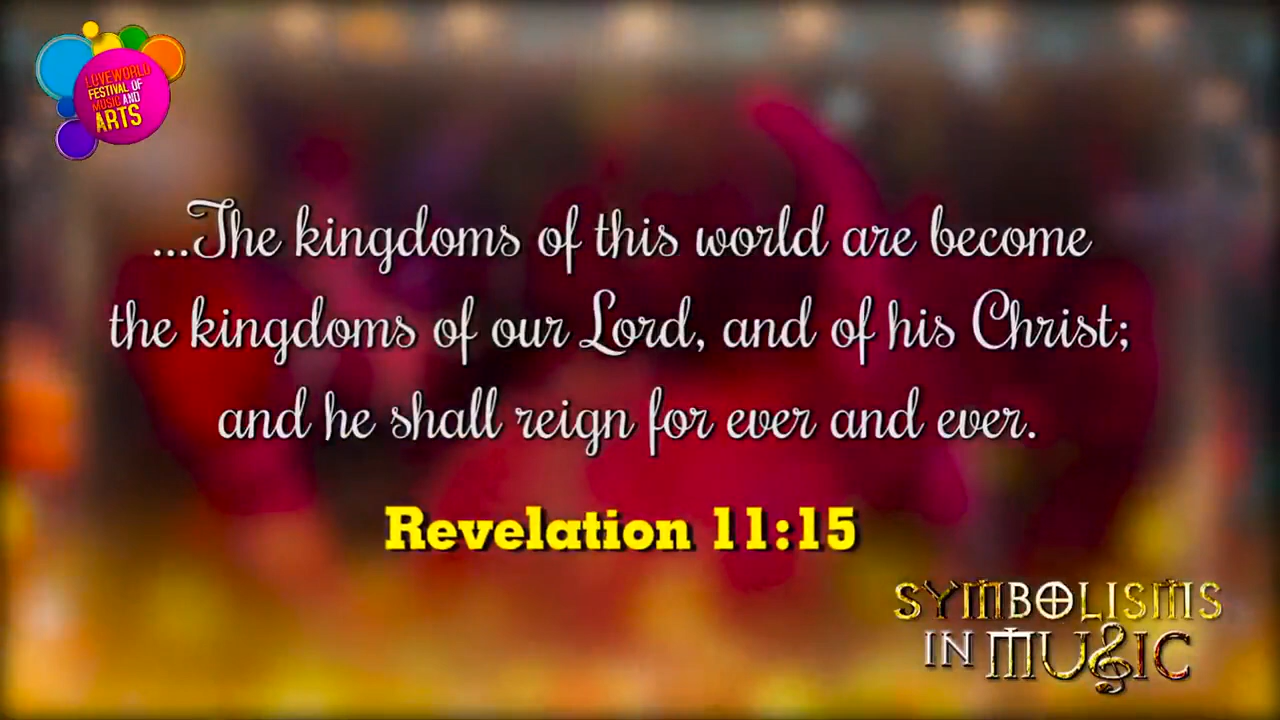 LOVEWORLD
FESTIVAL OF
MUSIC AND
ARTS
...The kingdoms of this world are become
the kingdoms of our Lord, and of his Christ;
and he shall reign for ever and ever.
Revelation 11:15
SYMBOLISMS
IN MUSIC